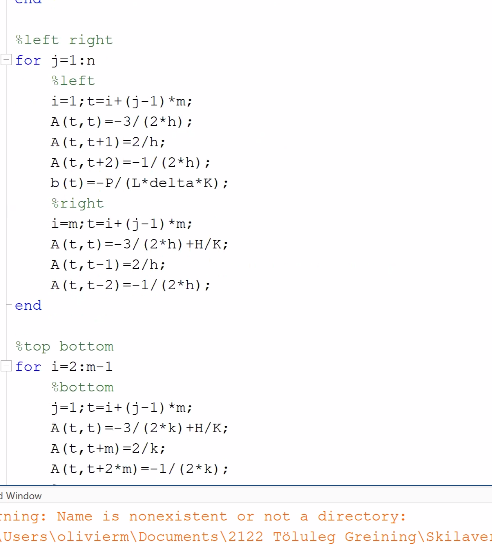 end
%left right
for j=1:n
%left
i=1;t=i+(j-1)*m;
A(t,t)=-3/(2*h);
A(t,t+1)=2/h;
A(t,t+2)=-1/(2*h);
b(t)=-P/(L*delta*K);
%right
i=m;t=i+(j-1)*m;
A(t,t)=-3/(2*h)+H/K;
A(t,t-1)=2/h;
A(t,t-2)=-1/(2*h);
end
%top bottom
for i=2:m-1
%bottom
j=1;t=i+(j-1)*m;
A(t,t)=-3/(2*k)+H/K;
A(t,t+m)=2/k;
A(t,t+2*m)=-1/(2*k);
d Window
rning: Name is nonexistent or not a directory:
\Users\olivierm\Documents\2122 Töluleg Greining\Skilaver